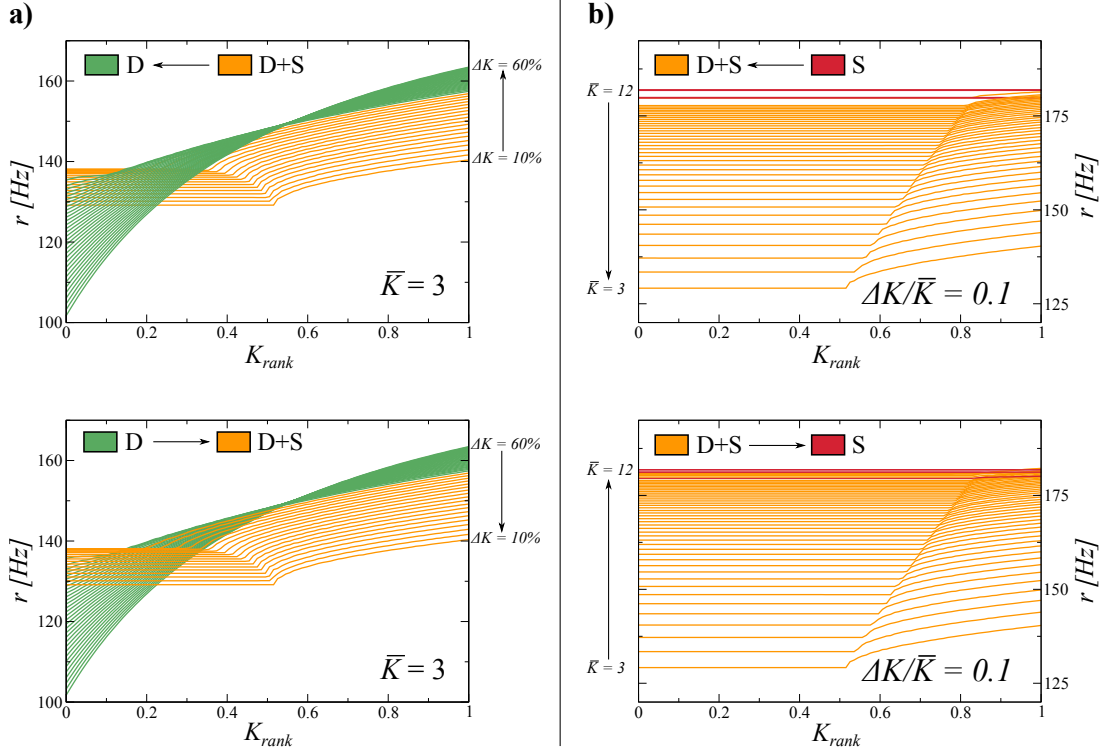 a)
D D+S
r [Hz]
160
140
120
100
0 0.2 0.4 0.6 0.8 1
K_rank
ΔK = 60%
ΔK = 10%
K̅ = 3
D D+S
r [Hz]
160
140
120
100
0 0.2 0.4 0.6 0.8 1
K_rank
ΔK = 60%
ΔK = 10%
K̅ = 3
b)
D+S S
K̅ = 12
K̅ = 3
175
150
125
r [Hz]
0 0.2 0.4 0.6 0.8 1
K_rank
ΔK/K̅ = 0.1
D+S S
K̅ = 12
K̅ = 3
175
150
125
r [Hz]
0 0.2 0.4 0.6 0.8 1
K_rank
ΔK/K̅ = 0.1